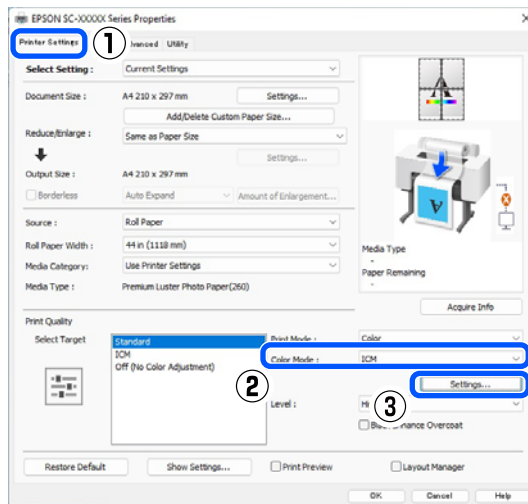 EPSON SC-XXXXX Series Properties
Printer Settings ① Advanced Utility
Select Setting : Current Settings
Document Size : A4 210 x 297 mm Settings...
Add/Delete Custom Paper Size...
Reduce/Enlarge : Same as Paper Size
Settings...
Output Size : A4 210 x 297 mm
Borderless Auto Expand Amount of Enlargement...
Source : Roll Paper
Roll Paper Width : 44 in (1118 mm)
Media Category: Use Printer Settings
Media Type : Premium Luster Photo Paper(260)
A
A
Media Type
-
Paper Remaining
-
Acquire Info
Print Quality
Select Target
Standard
ICM
Off (No Color Adjustment)
Print Mode : Color
Color Mode : ICM
②
Settings...
Level : ③
Restore Default Show Settings... Print Preview Layout Manager
OK Cancel Help